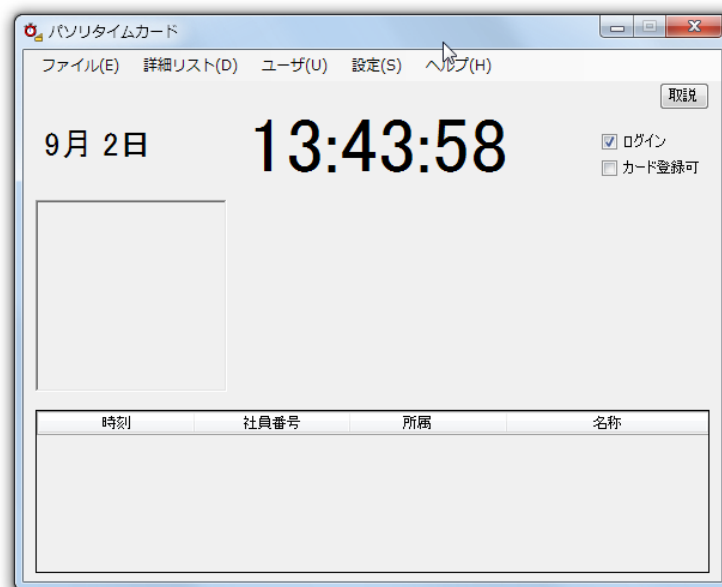 パソリタイムカード
ファイル(E) 詳細リスト(D) ユーザ(U) 設定(S) ヘルプ(H)
取説
9月 2日 13:43:58
ログイン
カード登録可
時刻 社員番号 所属 名称